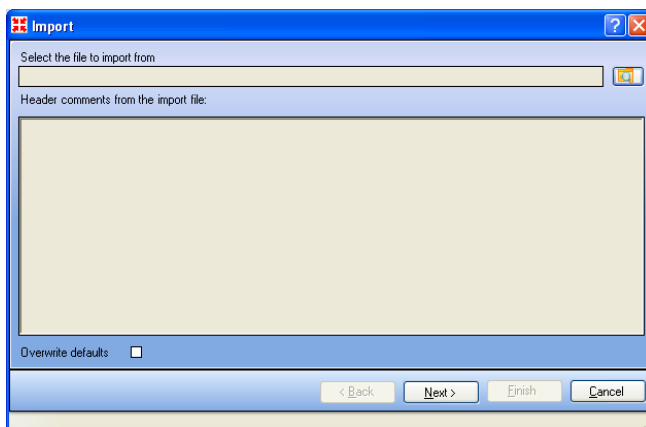 Import
?
Select the file to import from
Header comments from the import file:
Overwrite defaults
< Back Next > Finish Cancel